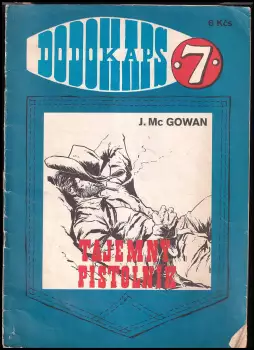 6 Kčs
DODOKAPS 7
J. Mc GOWAN
TAJEMNÝ
PISTOLNÍK